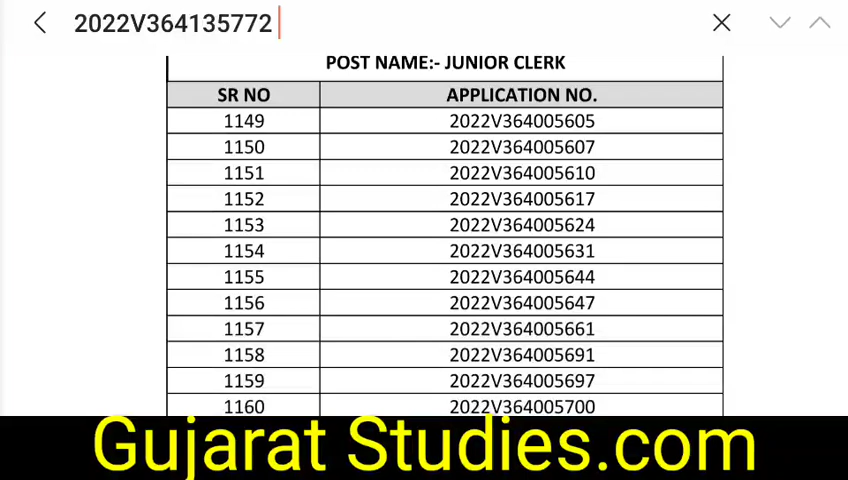 2022V364135772
POST NAME:- JUNIOR CLERK
SR NO APPLICATION NO.
1149 2022V364005605
1150 2022V364005607
1151 2022V364005610
1152 2022V364005617
1153 2022V364005624
1154 2022V364005631
1155 2022V364005644
1156 2022V364005647
1157 2022V364005661
1158 2022V364005691
1159 2022V364005697
1160 2022V364005700
Gujarat Studies.com